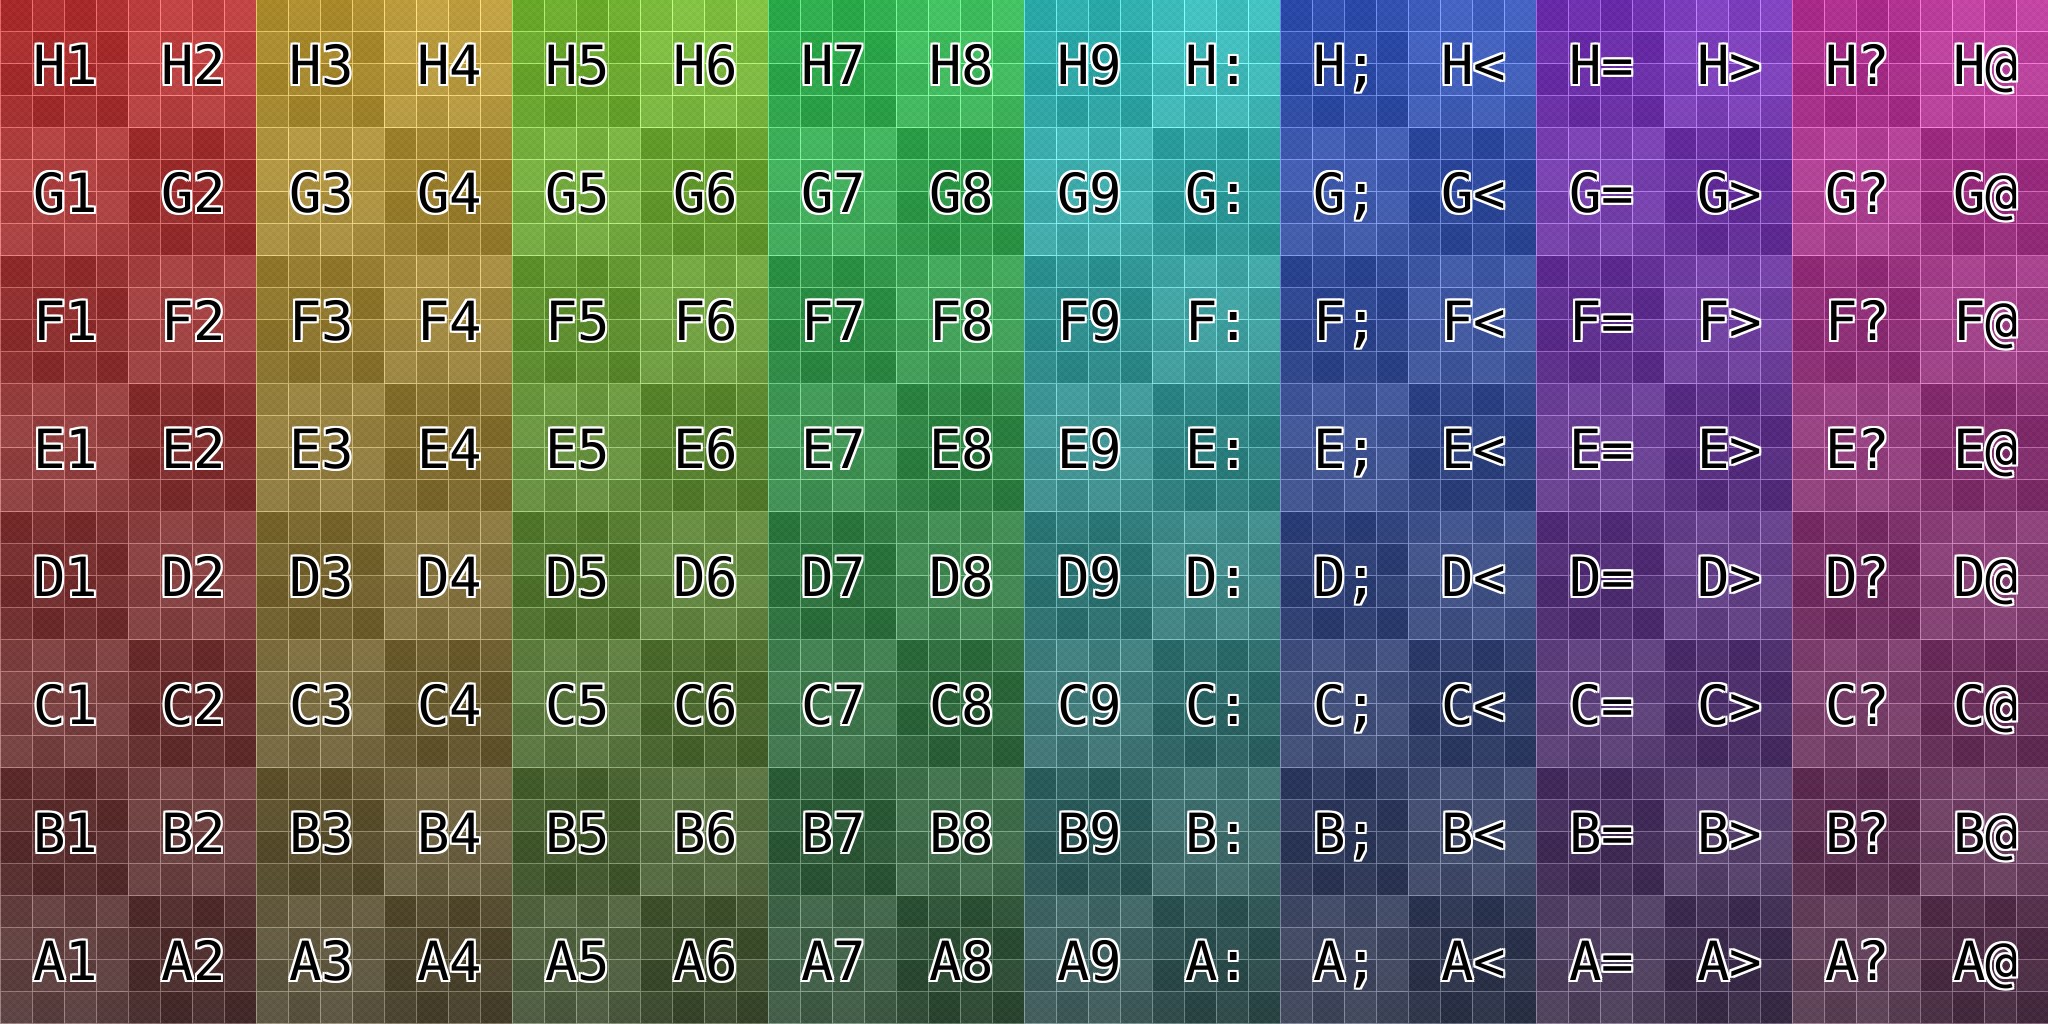 H1 H2 H3 H4 H5 H6 H7 H8 H9 H: H; H< H= H> H? H@
G1 G2 G3 G4 G5 G6 G7 G8 G9 G: G; G< G= G> G? G@
F1 F2 F3 F4 F5 F6 F7 F8 F9 F: F; F< F= F> F? F@
E1 E2 E3 E4 E5 E6 E7 E8 E9 E: E; E< E= E> E? E@
D1 D2 D3 D4 D5 D6 D7 D8 D9 D: D; D< D= D> D? D@
C1 C2 C3 C4 C5 C6 C7 C8 C9 C: C; C< C= C> C? C@
B1 B2 B3 B4 B5 B6 B7 B8 B9 B: B; B< B= B> B? B@
A1 A2 A3 A4 A5 A6 A7 A8 A9 A: A; A< A= A> A? A@